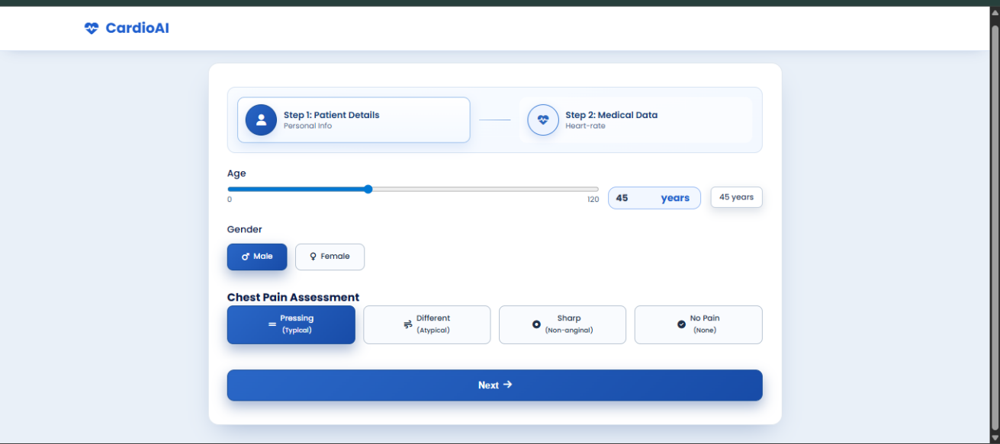 CardioAI
Step 1: Patient Details
Personal Info
Step 2: Medical Data
Heart-rate
Age
0
120
45 years
45 years
Gender
Male
Female
Chest Pain Assessment
Pressing
(Typical)
Different
(Atypical)
Sharp
(Non-anginal)
No Pain
(None)
Next →